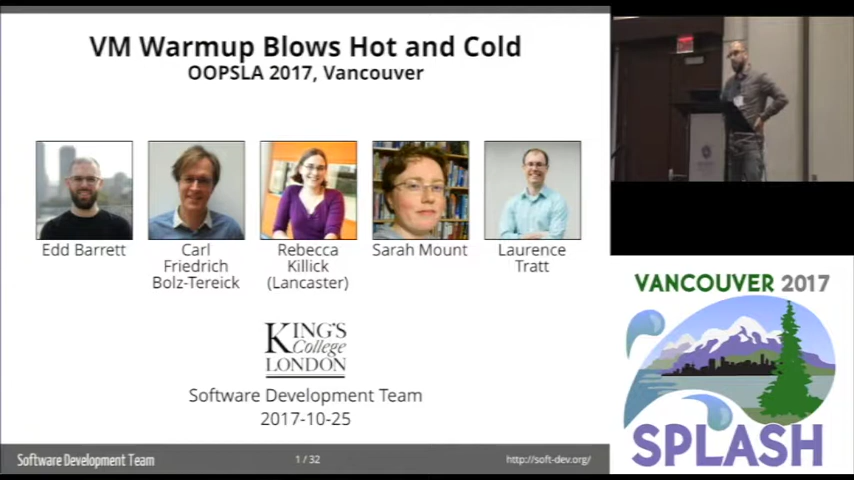 VM Warmup Blows Hot and Cold
OOPSLA 2017, Vancouver
Edd Barrett
Carl
Friedrich
Bolz-Tereick
Rebecca
Killick
(Lancaster)
Sarah Mount
Laurence
Tratt
KING'S
College
LONDON
Software Development Team
2017-10-25
Software Development Team
1 / 32
http://soft-dev.org/
VANCOUVER 2017
SPLASH